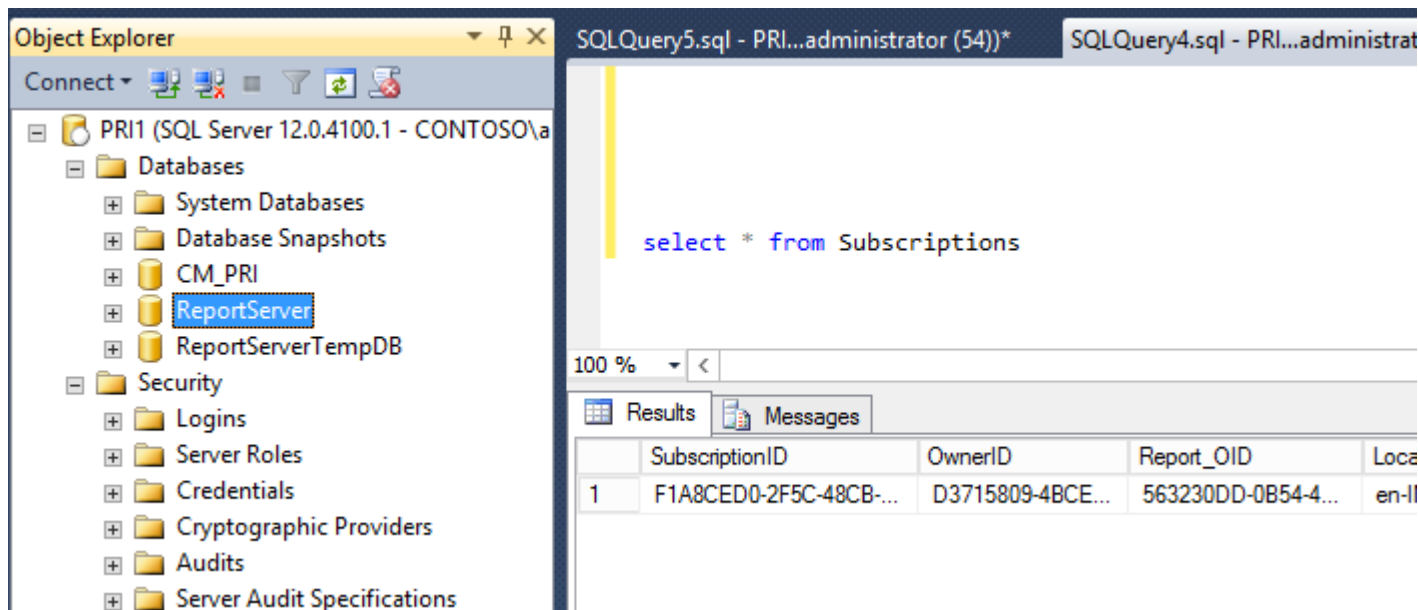 Object Explorer
Connect
PRI1 (SQL Server 12.0.4100.1 - CONTOSO\a
Databases
System Databases
Database Snapshots
CM_PRI
ReportServer
ReportServerTempDB
Security
Logins
Server Roles
Credentials
Cryptographic Providers
Audits
Server Audit Specifications
SQLQuery5.sql - PRI...administrator (54))* SQLQuery4.sql - PRI...administrat
select * from Subscriptions
100 %
Results Messages
SubscriptionID OwnerID Report_OID Loca
1 F1A8CED0-2F5C-48CB-... D3715809-4BCE... 563230DD-0B54-4... en-I